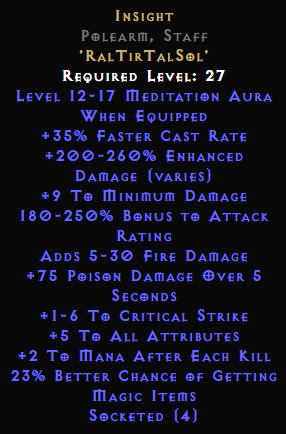 Insight
Polearm, Staff
'RalTirTalSol'
Required Level: 27
Level 12-17 Meditation Aura
When Equipped
+35% Faster Cast Rate
+200-260% Enhanced
Damage (varies)
+9 To Minimum Damage
180-250% Bonus to Attack
Rating
Adds 5-30 Fire Damage
+75 Poison Damage Over 5
Seconds
+1-6 To Critical Strike
+5 To All Attributes
+2 To Mana After Each Kill
23% Better Chance of Getting
Magic Items
Socketed (4)